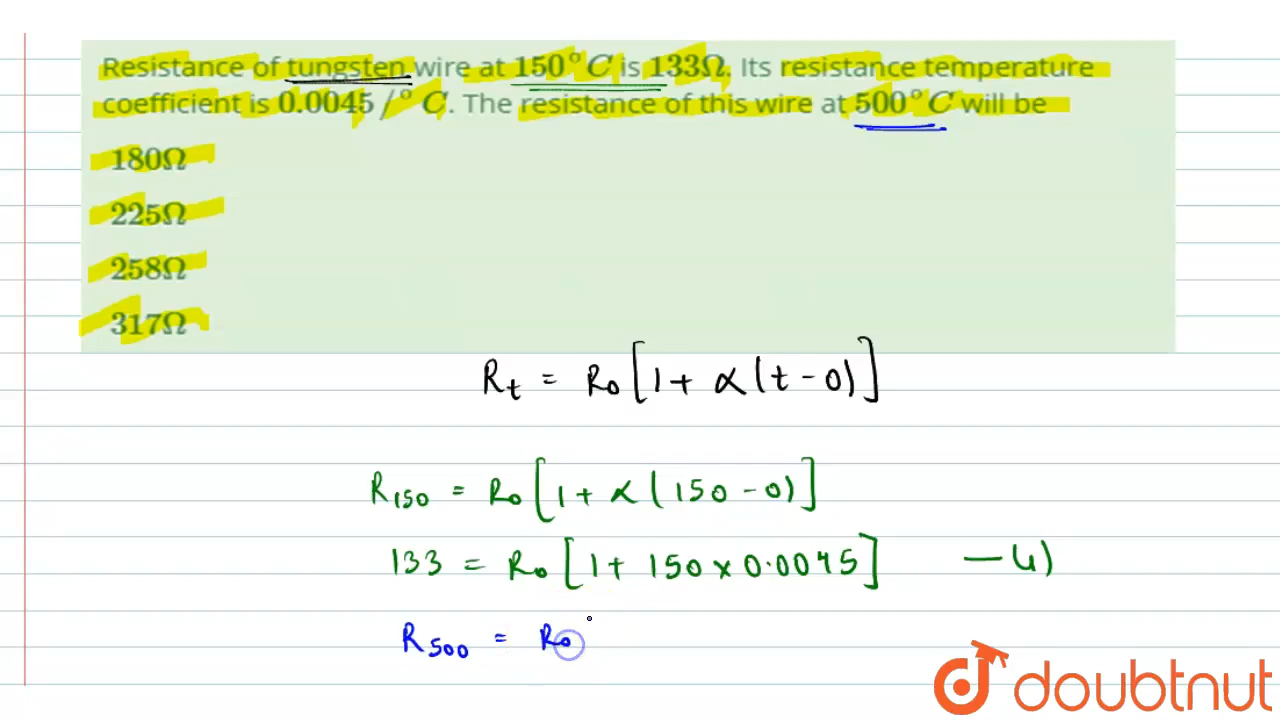 Resistance of tungsten wire at 150°C is 133Ω. Its resistance temperature
coefficient is 0.0045/°C. The resistance of this wire at 500°C will be
180Ω
225Ω
258Ω
317Ω
Rt = R0[1 + α(t - 0)]
R150 = R0[1 + α(150 - 0)]
133 = R0[1 + 150 × 0.0045] — (1)
R500 = R0
doubtnut